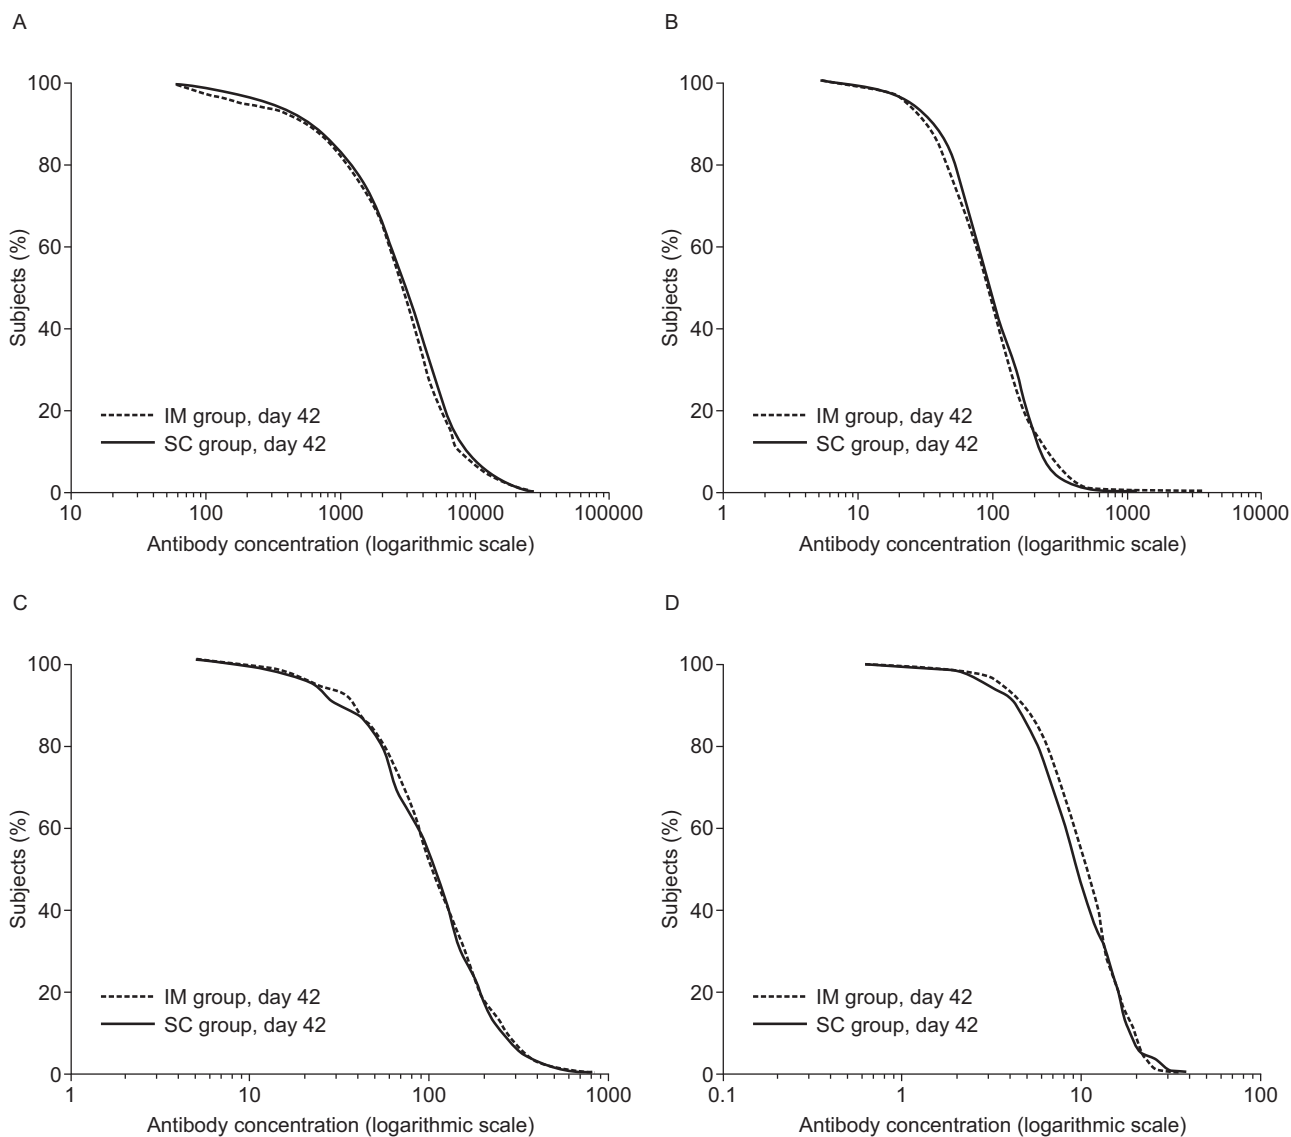 A
100
80
60
40
20
0
Subjects (%)
IM group, day 42
SC group, day 42
10 100 1000 10000 100000
Antibody concentration (logarithmic scale)
B
100
80
60
40
20
0
Subjects (%)
IM group, day 42
SC group, day 42
1 10 100 1000 10000
Antibody concentration (logarithmic scale)
C
100
80
60
40
20
0
Subjects (%)
IM group, day 42
SC group, day 42
1 10 100 1000
Antibody concentration (logarithmic scale)
D
100
80
60
40
20
0
Subjects (%)
IM group, day 42
SC group, day 42
0.1 1 10 100
Antibody concentration (logarithmic scale)